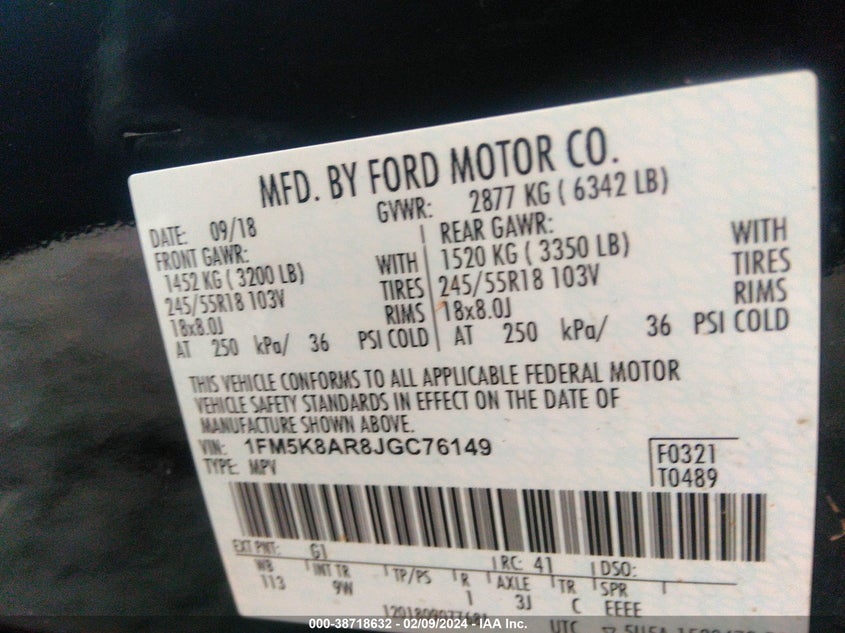 MFD. BY FORD MOTOR CO.
DATE: 09/18 GVWR: 2877 KG ( 6342 LB)
FRONT GAWR: REAR GAWR:
1452 KG ( 3200 LB) WITH 1520 KG ( 3350 LB) WITH
245/55R18 103V TIRES 245/55R18 103V TIRES
18x8.0J RIMS 18x8.0J RIMS
AT 250 kPa/ 36 PSI COLD AT 250 kPa/ 36 PSI COLD
THIS VEHICLE CONFORMS TO ALL APPLICABLE FEDERAL MOTOR
VEHICLE SAFETY STANDARDS IN EFFECT ON THE DATE OF
MANUFACTURE SHOWN ABOVE.
VIN: 1FM5K8AR8JGC76149 F0321
TYPE: MPV T0489
EXT PNT: G1 RC: 41 DSO:
WB INT TR TP/PS R AXLE TR SPR
113 9W 1 3J C EEEE
UTC
000-38718632 - 02/09/2024 - IAA Inc.